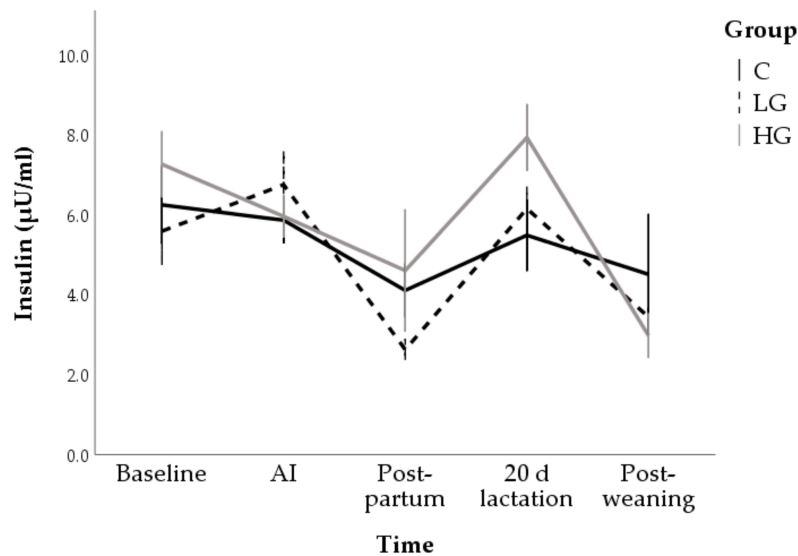 Group
C
LG
HG
Insulin (μU/ml)
10.0
8.0
6.0
4.0
2.0
0.0
Baseline
AI
Post-
partum
20 d
lactation
Post-
weaning
Time